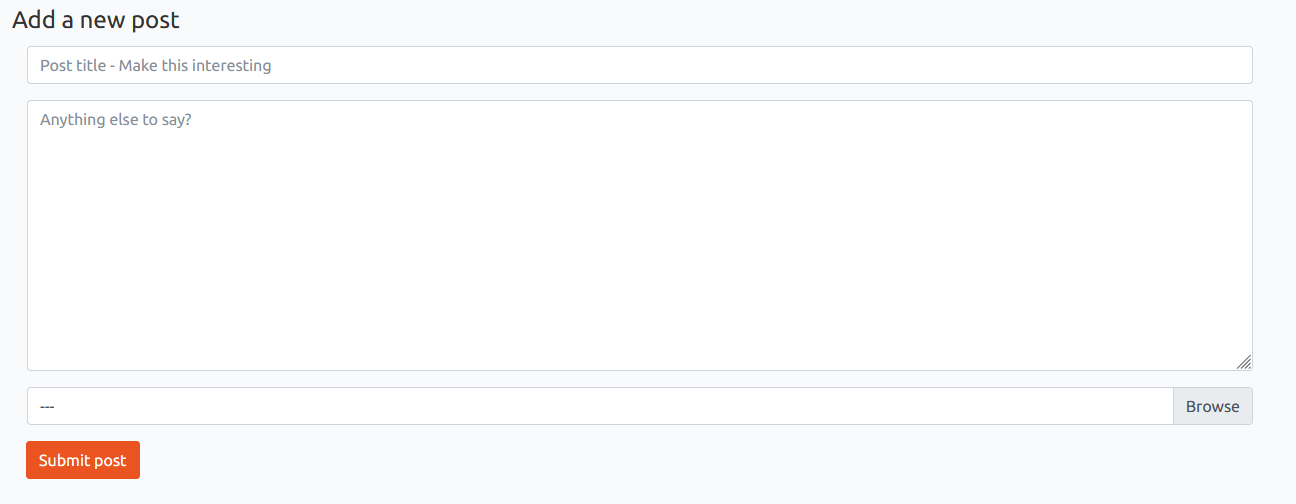 Add a new post
Post title - Make this interesting
Anything else to say?
---
Browse
Submit post